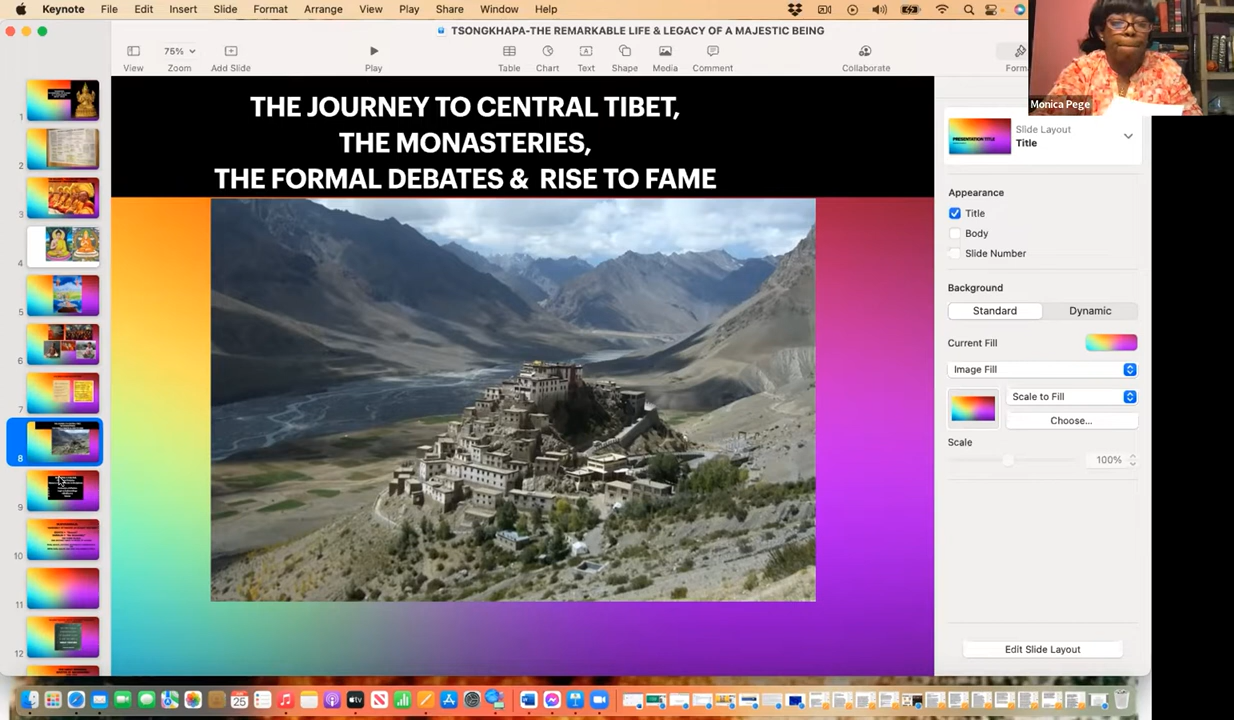 Keynote File Edit Insert Slide Format Arrange View Play Share Window Help
TSONGKHAPA-THE REMARKABLE LIFE & LEGACY OF A MAJESTIC BEING
75%
View Zoom Add Slide Play Table Chart Text Shape Media Comment Collaborate Form
Monica Pege
THE JOURNEY TO CENTRAL TIBET,
THE MONASTERIES,
THE FORMAL DEBATES & RISE TO FAME
1
2
3
4
5
6
7
8
9
10
11
12
PRESENTATION TITLE
Slide Layout
Title
Appearance
Title
Body
Slide Number
Background
Standard Dynamic
Current Fill
Image Fill
Scale to Fill
Choose...
Scale
100%
Edit Slide Layout
25